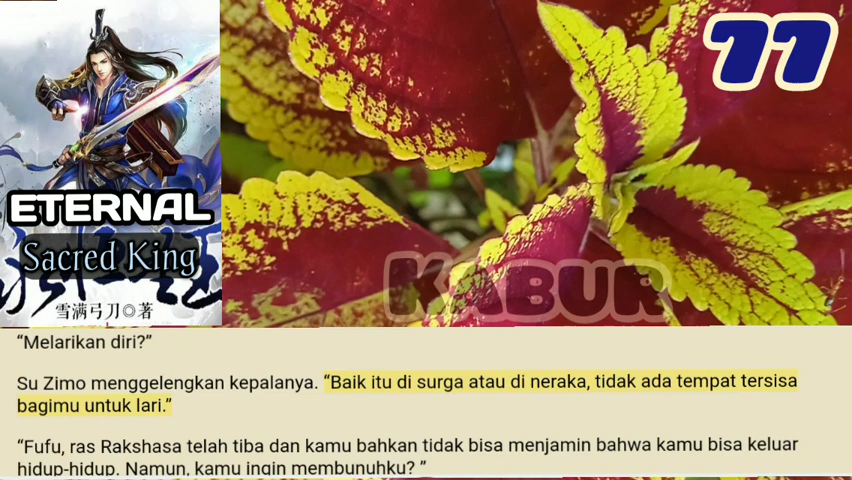 77
ETERNAL
Sacred King
雪满弓刀◎著
KABUR
“Melarikan diri?”
Su Zimo menggelengkan kepalanya. “Baik itu di surga atau di neraka, tidak ada tempat tersisa
bagimu untuk lari.”
“Fufu, ras Rakshasa telah tiba dan kamu bahkan tidak bisa menjamin bahwa kamu bisa keluar
hidup-hidup. Namun, kamu ingin membunuhku? ”